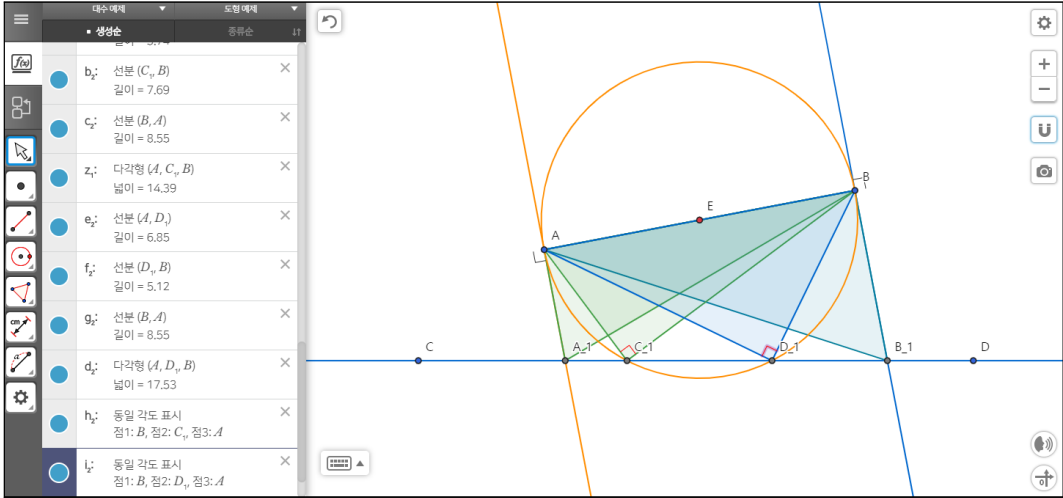 대수 예제 ▼ 도형 예제 ▼
▪ 생성순 종류순 ↓↑
f(x)
b₂: 선분 (C₁, B)
길이 = 7.69
c₂: 선분 (B, A)
길이 = 8.55
z₁: 다각형 (A, C₁, B)
넓이 = 14.39
e₂: 선분 (A, D₁)
길이 = 6.85
f₂: 선분 (D₁, B)
길이 = 5.12
g₂: 선분 (B, A)
길이 = 8.55
d₂: 다각형 (A, D₁, B)
넓이 = 17.53
h₂: 동일 각도 표시
점1: B, 점2: C₁, 점3: A
i₂: 동일 각도 표시
점1: B, 점2: D₁, 점3: A
cm
B
E
A
C A_1 C_1 D_1 B_1 D